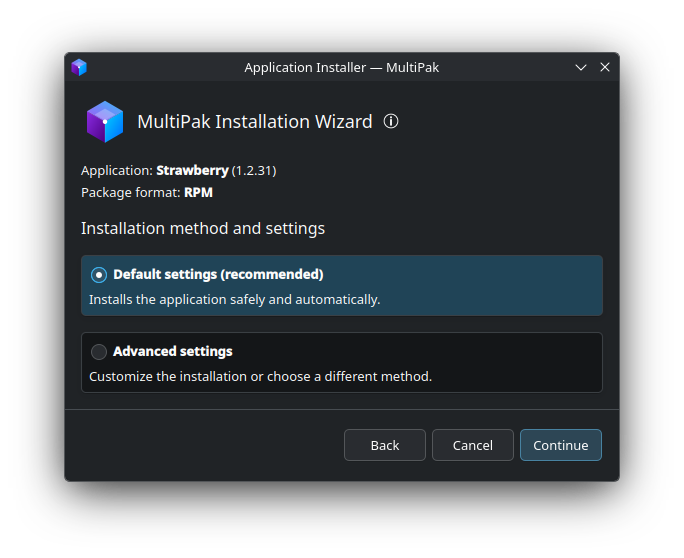 Application Installer — MultiPak
MultiPak Installation Wizard
Application: Strawberry (1.2.31)
Package format: RPM
Installation method and settings
Default settings (recommended)
Installs the application safely and automatically.
Advanced settings
Customize the installation or choose a different method.
Back Cancel Continue